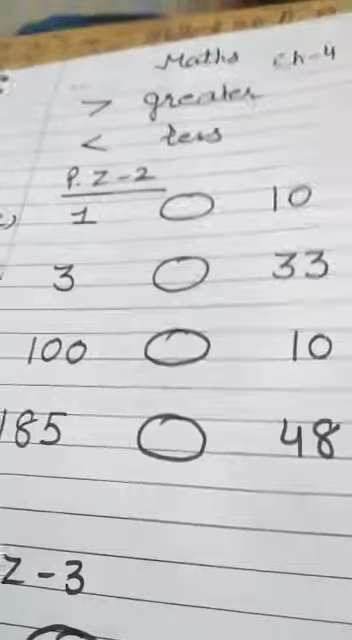 Maths Ch-4
> greater
< less
P. Z-2
1 10
3 33
100 10
185 48
Z-3